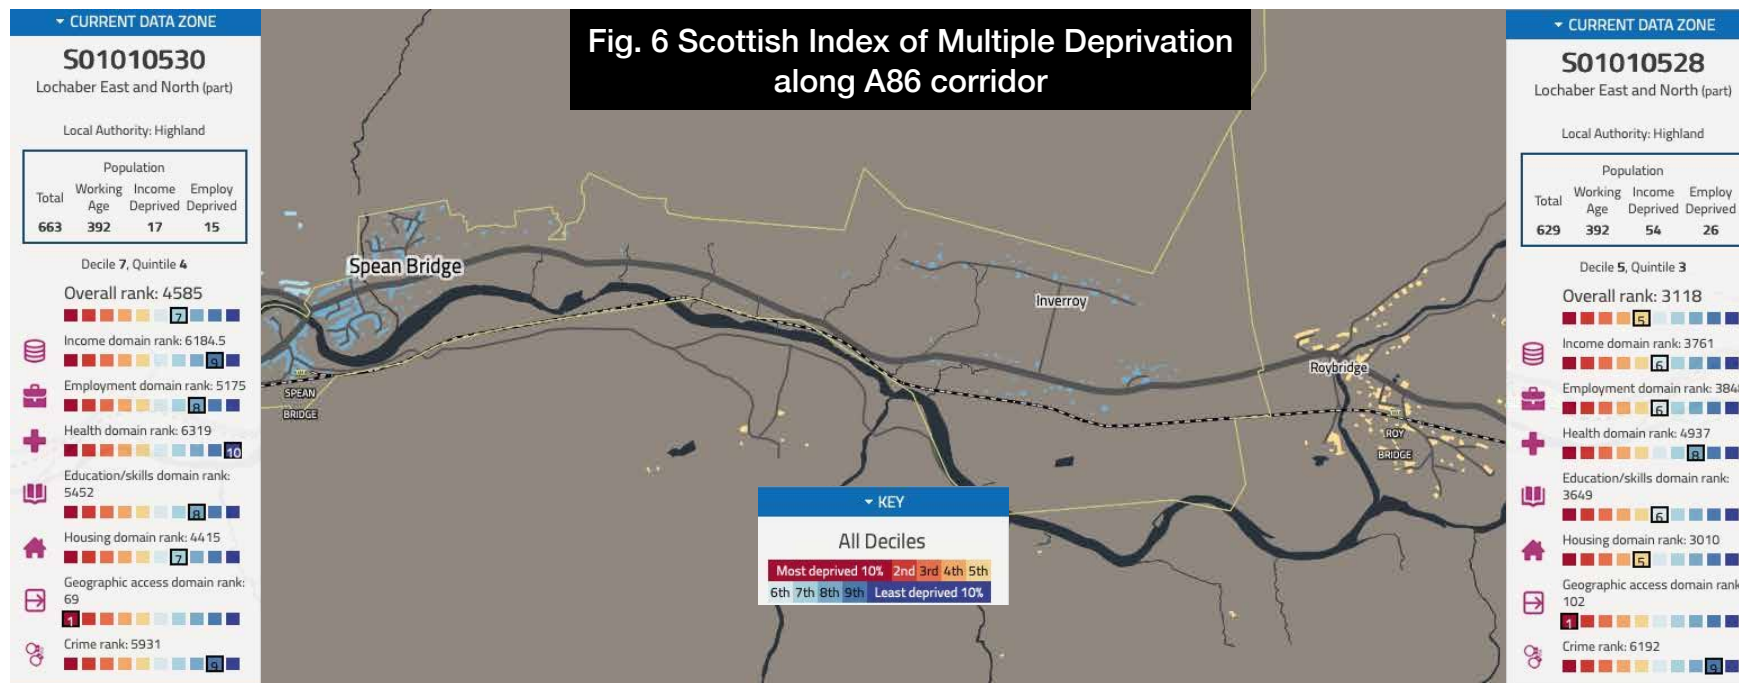 Fig. 6 Scottish Index of Multiple Deprivation
along A86 corridor
CURRENT DATA ZONE
S01010530
Lochaber East and North (part)
Local Authority: Highland
Population
Total Working Age Income Deprived Employ Deprived
663 392 17 15
Decile 7, Quintile 4
Overall rank: 4585
7
Income domain rank: 6184.5
9
Employment domain rank: 5175
8
Health domain rank: 6319
10
Education/skills domain rank:
5452
8
Housing domain rank: 4415
7
Geographic access domain rank:
69
1
Crime rank: 5931
9
Spean Bridge
SPEAN
BRIDGE
Inverroy
Roybridge
ROY
BRIDGE
KEY
All Deciles
Most deprived 10% 2nd 3rd 4th 5th
6th 7th 8th 9th Least deprived 10%
CURRENT DATA ZONE
S01010528
Lochaber East and North (part)
Local Authority: Highland
Population
Total Working Age Income Deprived Employ Deprived
629 392 54 26
Decile 5, Quintile 3
Overall rank: 3118
5
Income domain rank: 3761
6
Employment domain rank:
6
Health domain rank: 4937
8
Education/skills domain rank:
3649
6
Housing domain rank: 3010
5
Geographic access domain rank
102
1
Crime rank: 6192
9